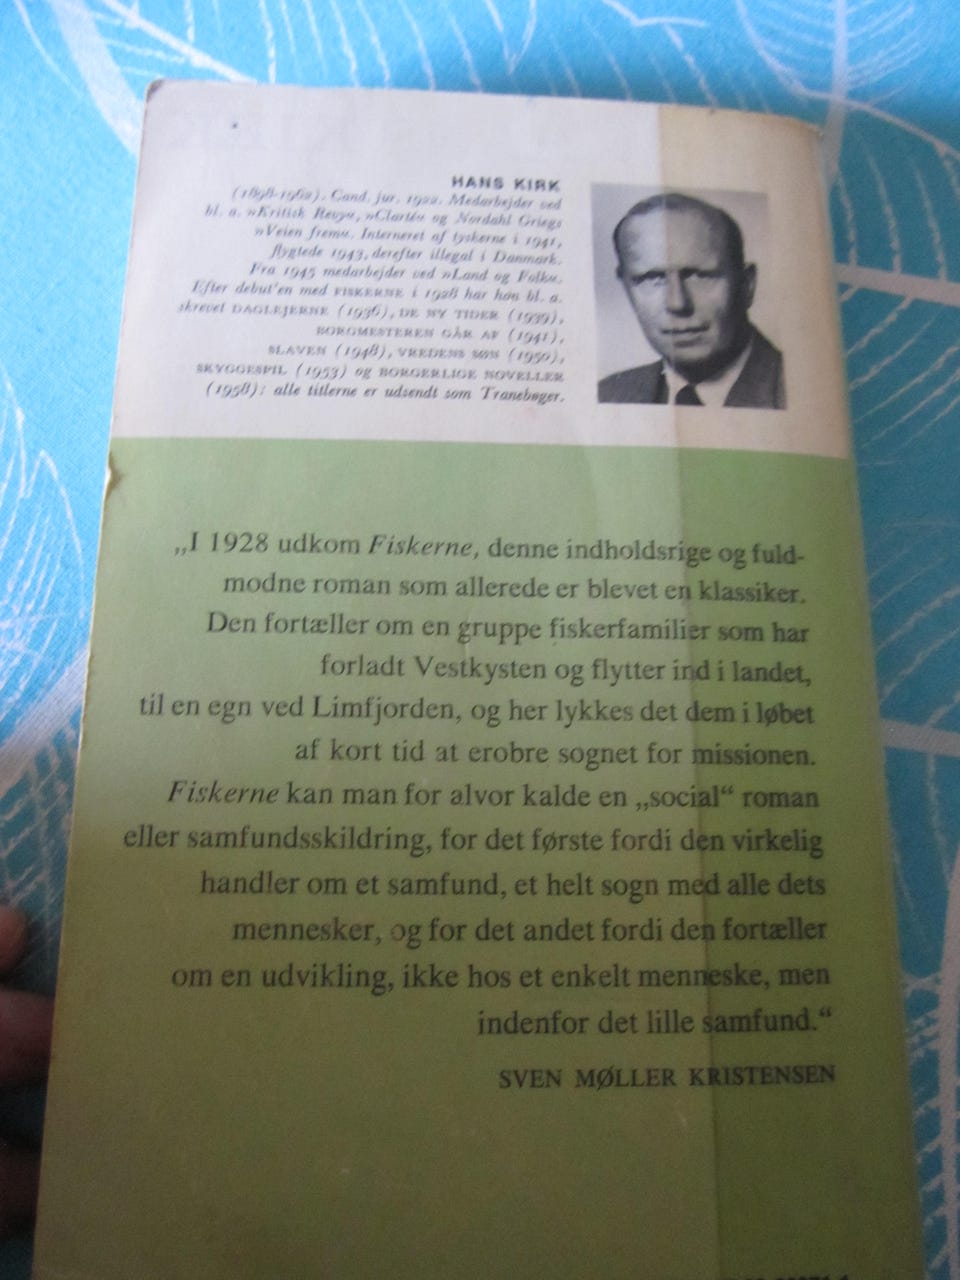 HANS KIRK
(1898-1962). Cand. jur. 1922. Medarbejder ved
bl. a. »Kritisk Revy«, »Clarté« og Nordahl Griegs
»Veien frem«. Interneret af tyskerne i 1941,
flygtede 1943, derefter illegal i Danmark.
Fra 1945 medarbejder ved »Land og Folk«.
Efter debut'en med FISKERNE i 1928 har han bl. a.
skrevet DAGLEJERNE (1936), DE NY TIDER (1939),
BORGMESTEREN GÅR AF (1941),
SLAVEN (1948), VREDENS SØN (1950),
SKYGGESPIL (1953) og BORGERLIGE NOVELLER
(1958): alle titlerne er udsendt som Tranebøger.
„I 1928 udkom Fiskerne, denne indholdsrige og fuld-
modne roman som allerede er blevet en klassiker.
Den fortæller om en gruppe fiskerfamilier som har
forladt Vestkysten og flytter ind i landet,
til en egn ved Limfjorden, og her lykkes det dem i løbet
af kort tid at erobre sognet for missionen.
Fiskerne kan man for alvor kalde en „social“ roman
eller samfundsskildring, for det første fordi den virkelig
handler om et samfund, et helt sogn med alle dets
mennesker, og for det andet fordi den fortæller
om en udvikling, ikke hos et enkelt menneske, men
indenfor det lille samfund.“
SVEN MØLLER KRISTENSEN